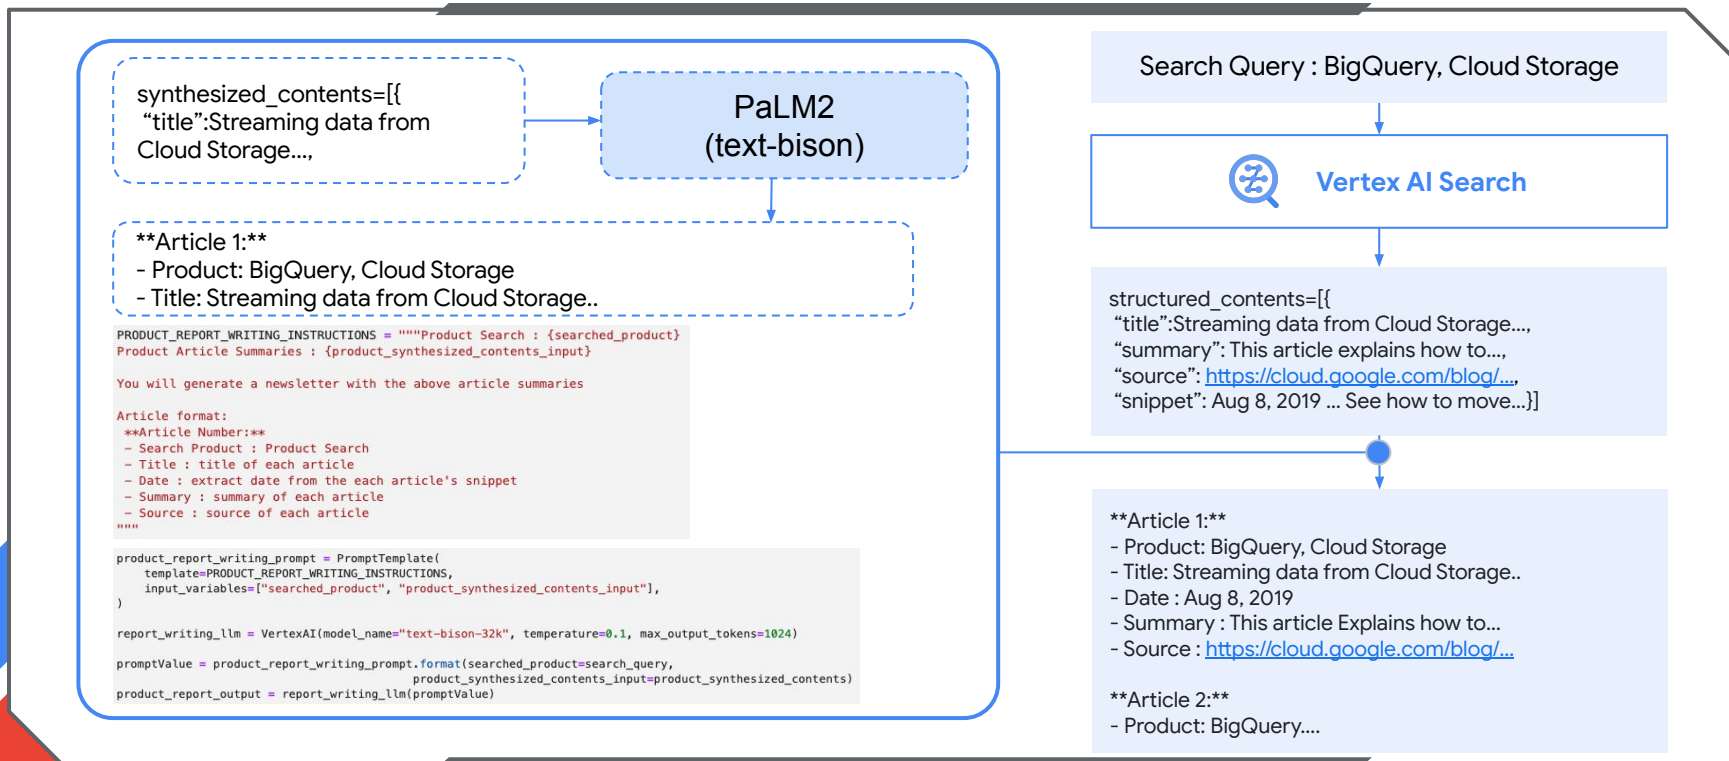 synthesized_contents=[{
“title”:Streaming data from
Cloud Storage...,
PaLM2
(text-bison)
**Article 1:**
- Product: BigQuery, Cloud Storage
- Title: Streaming data from Cloud Storage..
PRODUCT_REPORT_WRITING_INSTRUCTIONS = """Product Search : {searched_product}
Product Article Summaries : {product_synthesized_contents_input}
You will generate a newsletter with the above article summaries
Article format:
**Article Number:**
– Search Product : Product Search
– Title : title of each article
– Date : extract date from the each article's snippet
– Summary : summary of each article
– Source : source of each article
"""
product_report_writing_prompt = PromptTemplate(
template=PRODUCT_REPORT_WRITING_INSTRUCTIONS,
input_variables=["searched_product", "product_synthesized_contents_input"],
)
report_writing_llm = VertexAI(model_name="text-bison-32k", temperature=0.1, max_output_tokens=1024)
promptValue = product_report_writing_prompt.format(searched_product=search_query,
product_synthesized_contents_input=product_synthesized_contents)
product_report_output = report_writing_llm(promptValue)
Search Query : BigQuery, Cloud Storage
Vertex AI Search
structured_contents=[{
“title”:Streaming data from Cloud Storage...,
“summary”: This article explains how to...,
“source”: https://cloud.google.com/blog/...,
“snippet”: Aug 8, 2019 ... See how to move...}]
**Article 1:**
- Product: BigQuery, Cloud Storage
- Title: Streaming data from Cloud Storage..
- Date : Aug 8, 2019
- Summary : This article Explains how to...
- Source : https://cloud.google.com/blog/...
**Article 2:**
- Product: BigQuery....